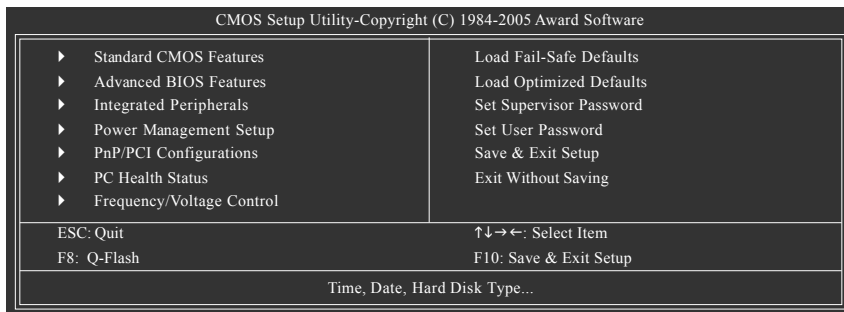 CMOS Setup Utility-Copyright (C) 1984-2005 Award Software
Standard CMOS Features
Advanced BIOS Features
Integrated Peripherals
Power Management Setup
PnP/PCI Configurations
PC Health Status
Frequency/Voltage Control
Load Fail-Safe Defaults
Load Optimized Defaults
Set Supervisor Password
Set User Password
Save & Exit Setup
Exit Without Saving
ESC: Quit
↑↓→←: Select Item
F8: Q-Flash
F10: Save & Exit Setup
Time, Date, Hard Disk Type...